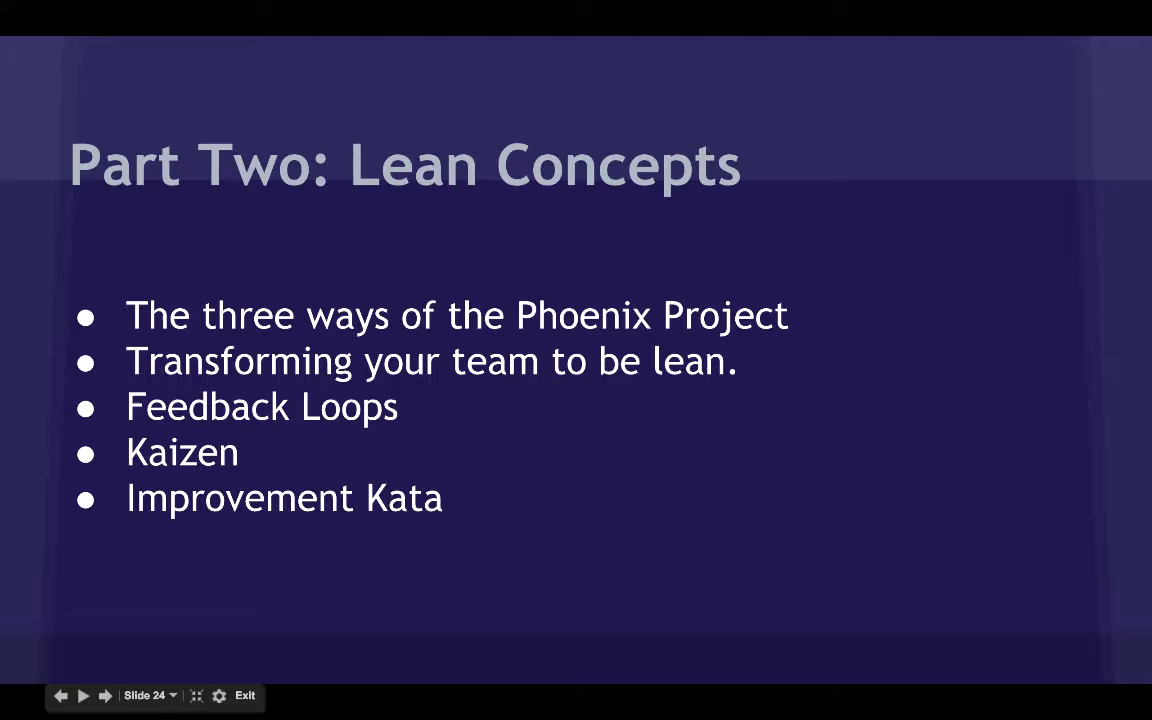 Part Two: Lean Concepts
● The three ways of the Phoenix Project
● Transforming your team to be lean.
● Feedback Loops
● Kaizen
● Improvement Kata
Slide 24 Exit